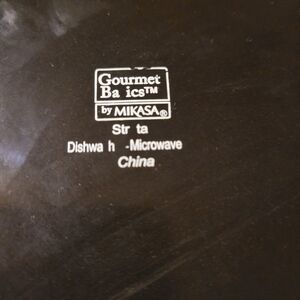 Gourmet
Ba ics™
by MIKASA®
Str ta
Dishwa h -Microwave
China